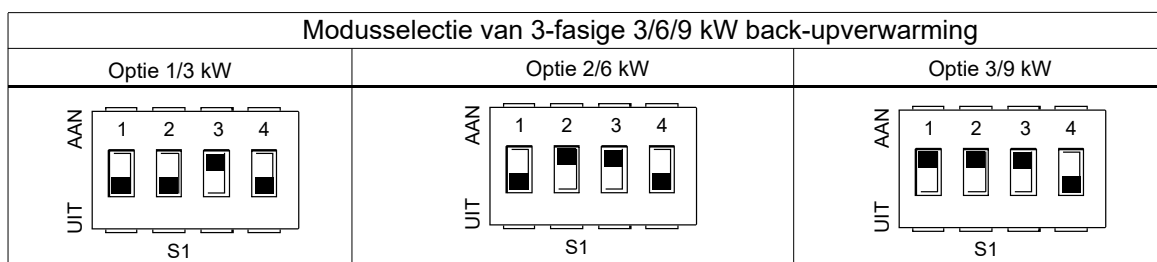 Modusselectie van 3-fasige 3/6/9 kW back-upverwarming
Optie 1/3 kW
Optie 2/6 kW
Optie 3/9 kW
AAN
1 2 3 4
UIT
S1
AAN
1 2 3 4
UIT
S1
AAN
1 2 3 4
UIT
S1